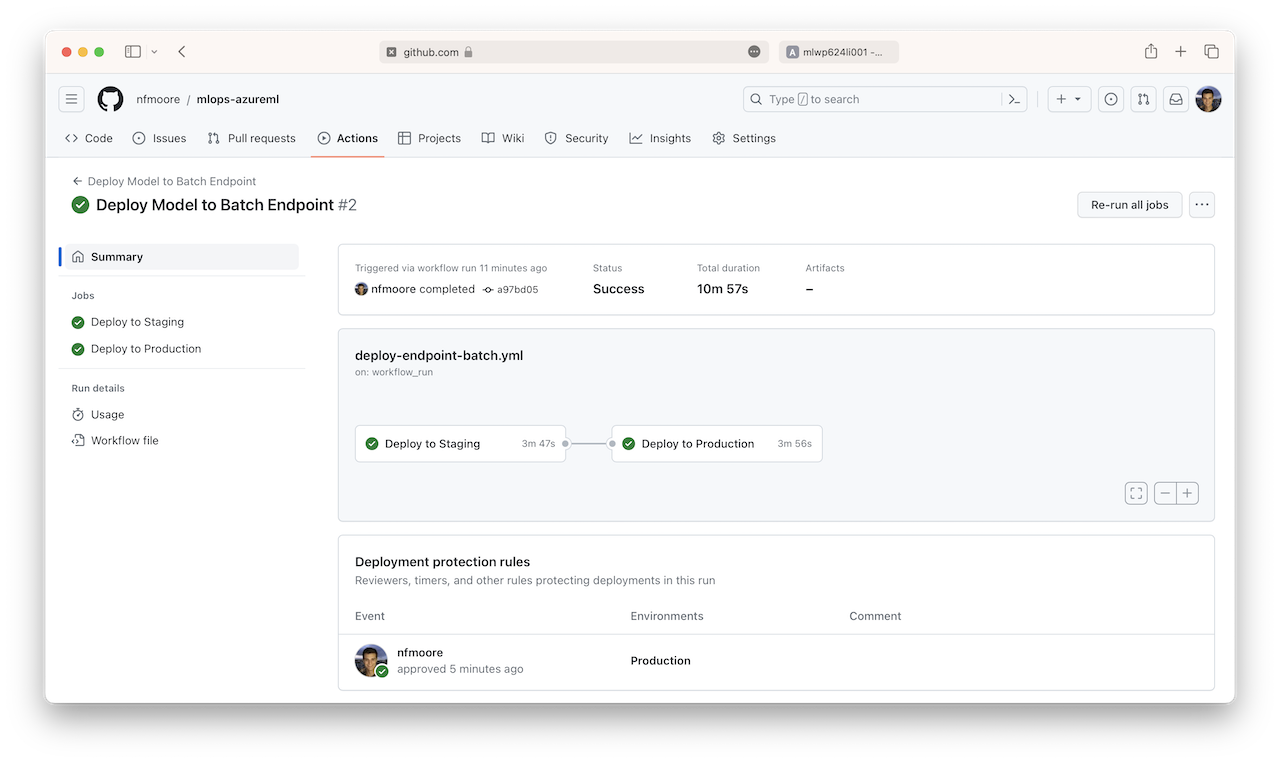 github.com
A mlwp624li001 -...
nfmoore / mlops-azureml
Type / to search
Code Issues Pull requests Actions Projects Wiki Security Insights Settings
Deploy Model to Batch Endpoint
Deploy Model to Batch Endpoint #2
Re-run all jobs
Summary
Jobs
Deploy to Staging
Deploy to Production
Run details
Usage
Workflow file
Triggered via workflow run 11 minutes ago
nfmoore completed a97bd05
Status
Success
Total duration
10m 57s
Artifacts
–
deploy-endpoint-batch.yml
on: workflow_run
Deploy to Staging 3m 47s
Deploy to Production 3m 56s
Deployment protection rules
Reviewers, timers, and other rules protecting deployments in this run
Event Environments Comment
nfmoore
approved 5 minutes ago
Production